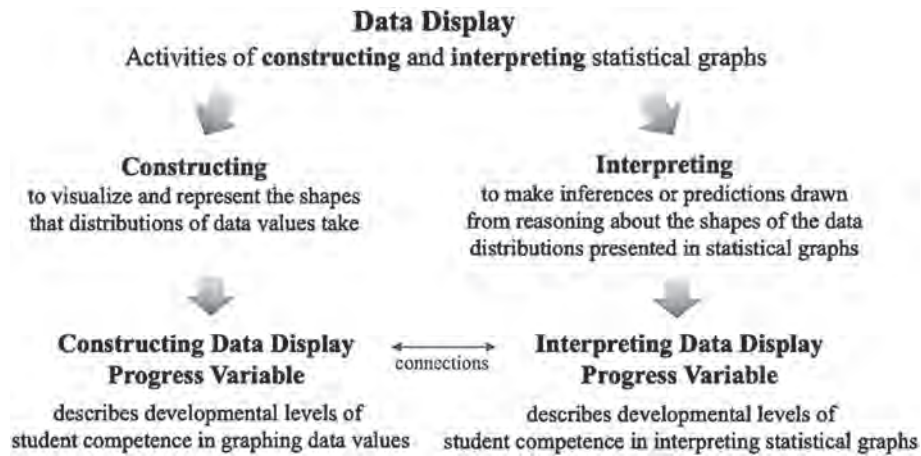 Data Display
Activities of constructing and interpreting statistical graphs
Constructing
to visualize and represent the shapes
that distributions of data values take
Interpreting
to make inferences or predictions drawn
from reasoning about the shapes of the data
distributions presented in statistical graphs
Constructing Data Display
Progress Variable
describes developmental levels of
student competence in graphing data values
connections
Interpreting Data Display
Progress Variable
describes developmental levels of
student competence in interpreting statistical graphs